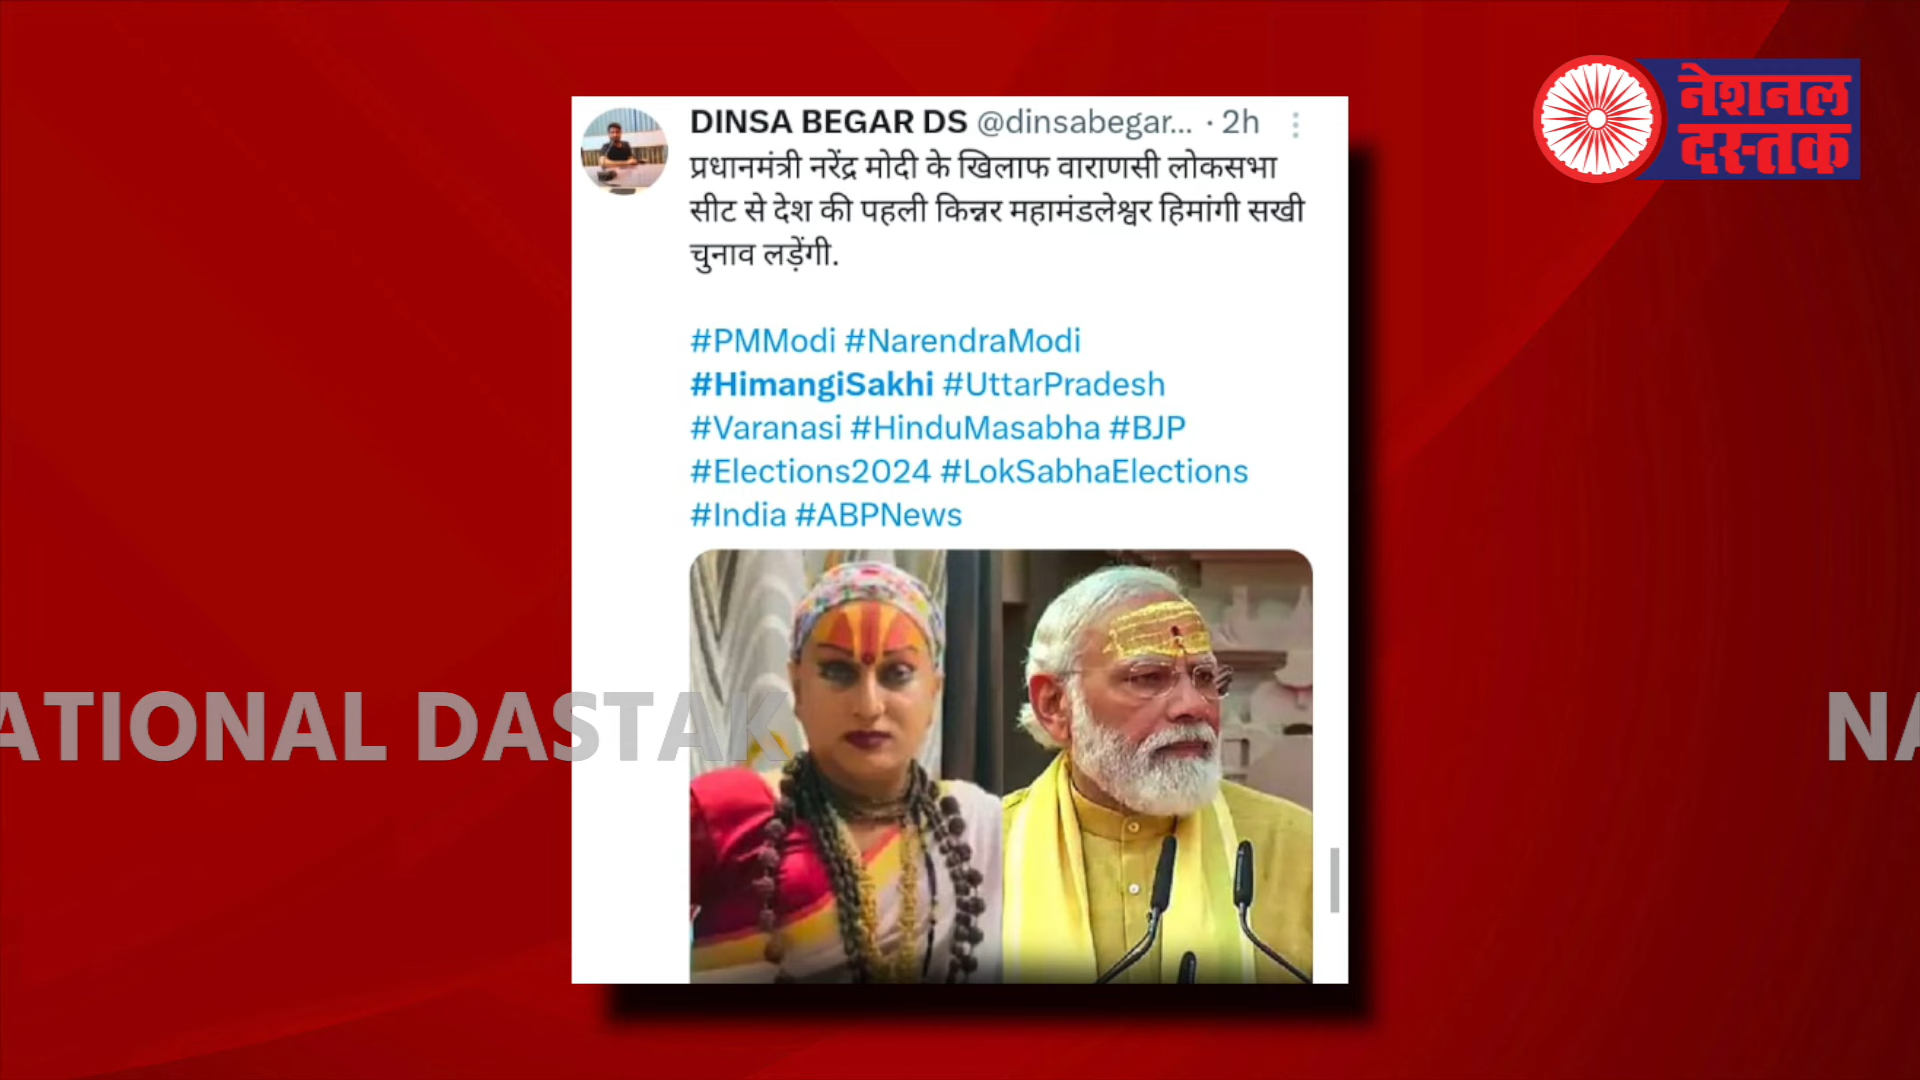 नेशनल
दस्तक
DINSA BEGAR DS @dinsabegar... · 2h
प्रधानमंत्री नरेंद्र मोदी के खिलाफ वाराणसी लोकसभा
सीट से देश की पहली किन्नर महामंडलेश्वर हिमांगी सखी
चुनाव लड़ेंगी.
#PMModi #NarendraModi
#HimangiSakhi #UttarPradesh
#Varanasi #HinduMasabha #BJP
#Elections2024 #LokSabhaElections
#India #ABPNews
ATIONAL DASTAK
NA